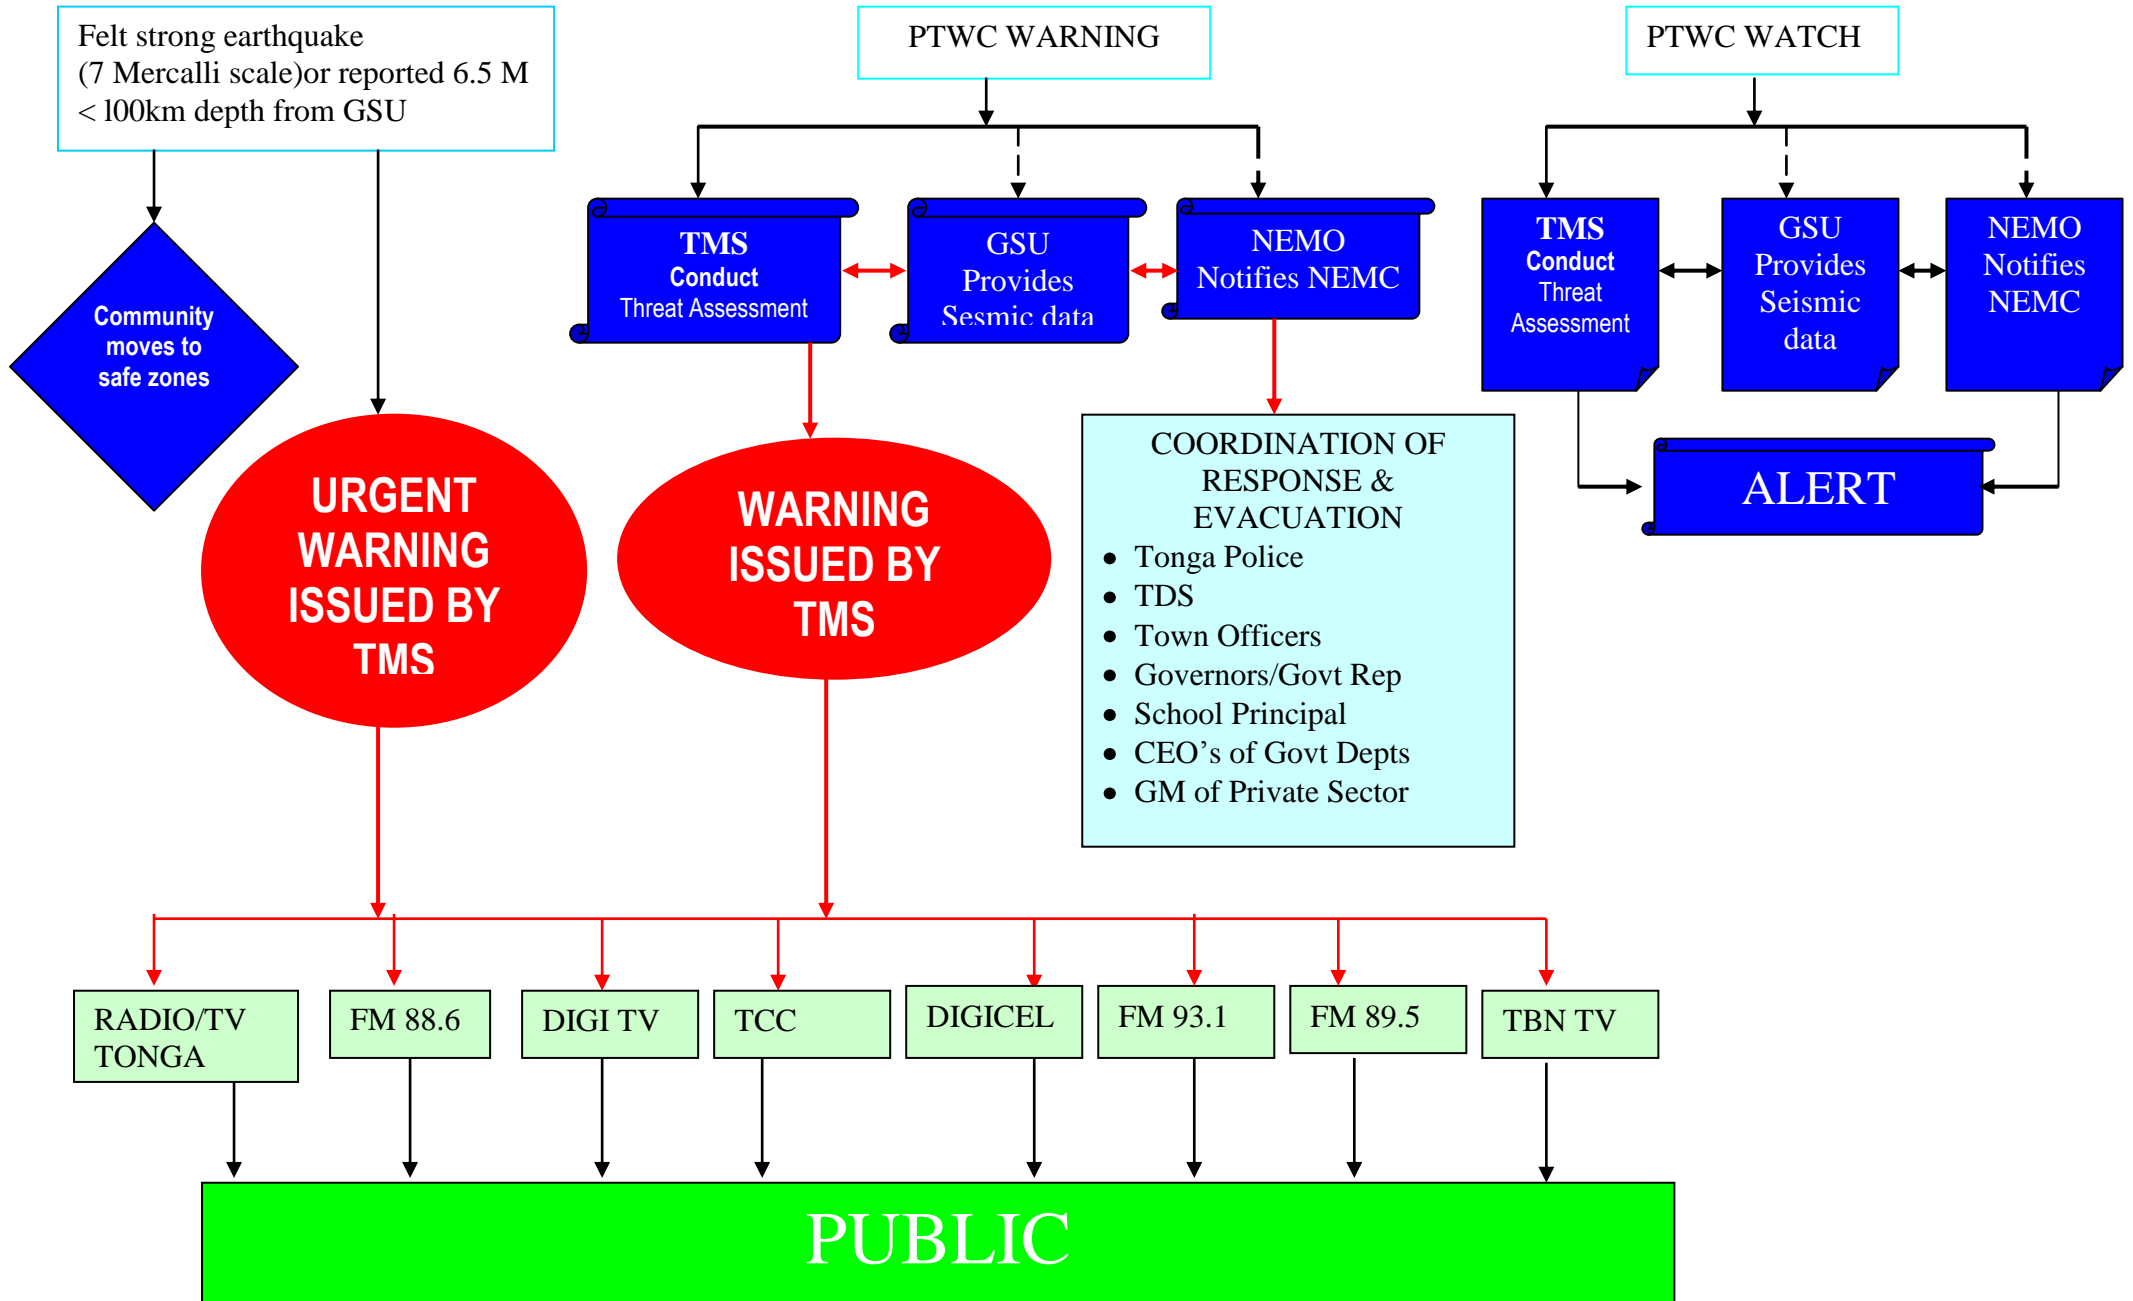 Felt strong earthquake
(7 Mercalli scale)or reported 6.5 M
< l00km depth from GSU
PTWC WARNING
PTWC WATCH
Community
moves to
safe zones
TMS
Conduct
Threat Assessment
GSU
Provides
Sesmic data
NEMO
Notifies NEMC
TMS
Conduct
Threat
Assessment
GSU
Provides
Seismic
data
NEMO
Notifies
NEMC
URGENT
WARNING
ISSUED BY
TMS
WARNING
ISSUED BY
TMS
COORDINATION OF
RESPONSE &
EVACUATION
• Tonga Police
• TDS
• Town Officers
• Governors/Govt Rep
• School Principal
• CEO’s of Govt Depts
• GM of Private Sector
ALERT
RADIO/TV
TONGA
FM 88.6
DIGI TV
TCC
DIGICEL
FM 93.1
FM 89.5
TBN TV
PUBLIC